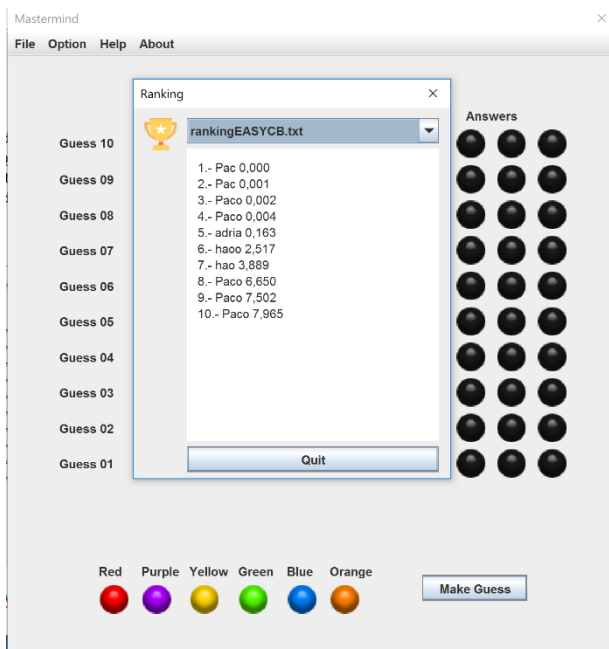 Mastermind
File Option Help About
Ranking
rankingEASYCB.txt
1.- Pac 0,000
2.- Pac 0,001
3.- Paco 0,002
4.- Paco 0,004
5.- adria 0,163
6.- haoo 2,517
7.- hao 3,889
8.- Paco 6,650
9.- Paco 7,502
10.- Paco 7,965
Quit
Answers
Guess 10
Guess 09
Guess 08
Guess 07
Guess 06
Guess 05
Guess 04
Guess 03
Guess 02
Guess 01
Red Purple Yellow Green Blue Orange
Make Guess